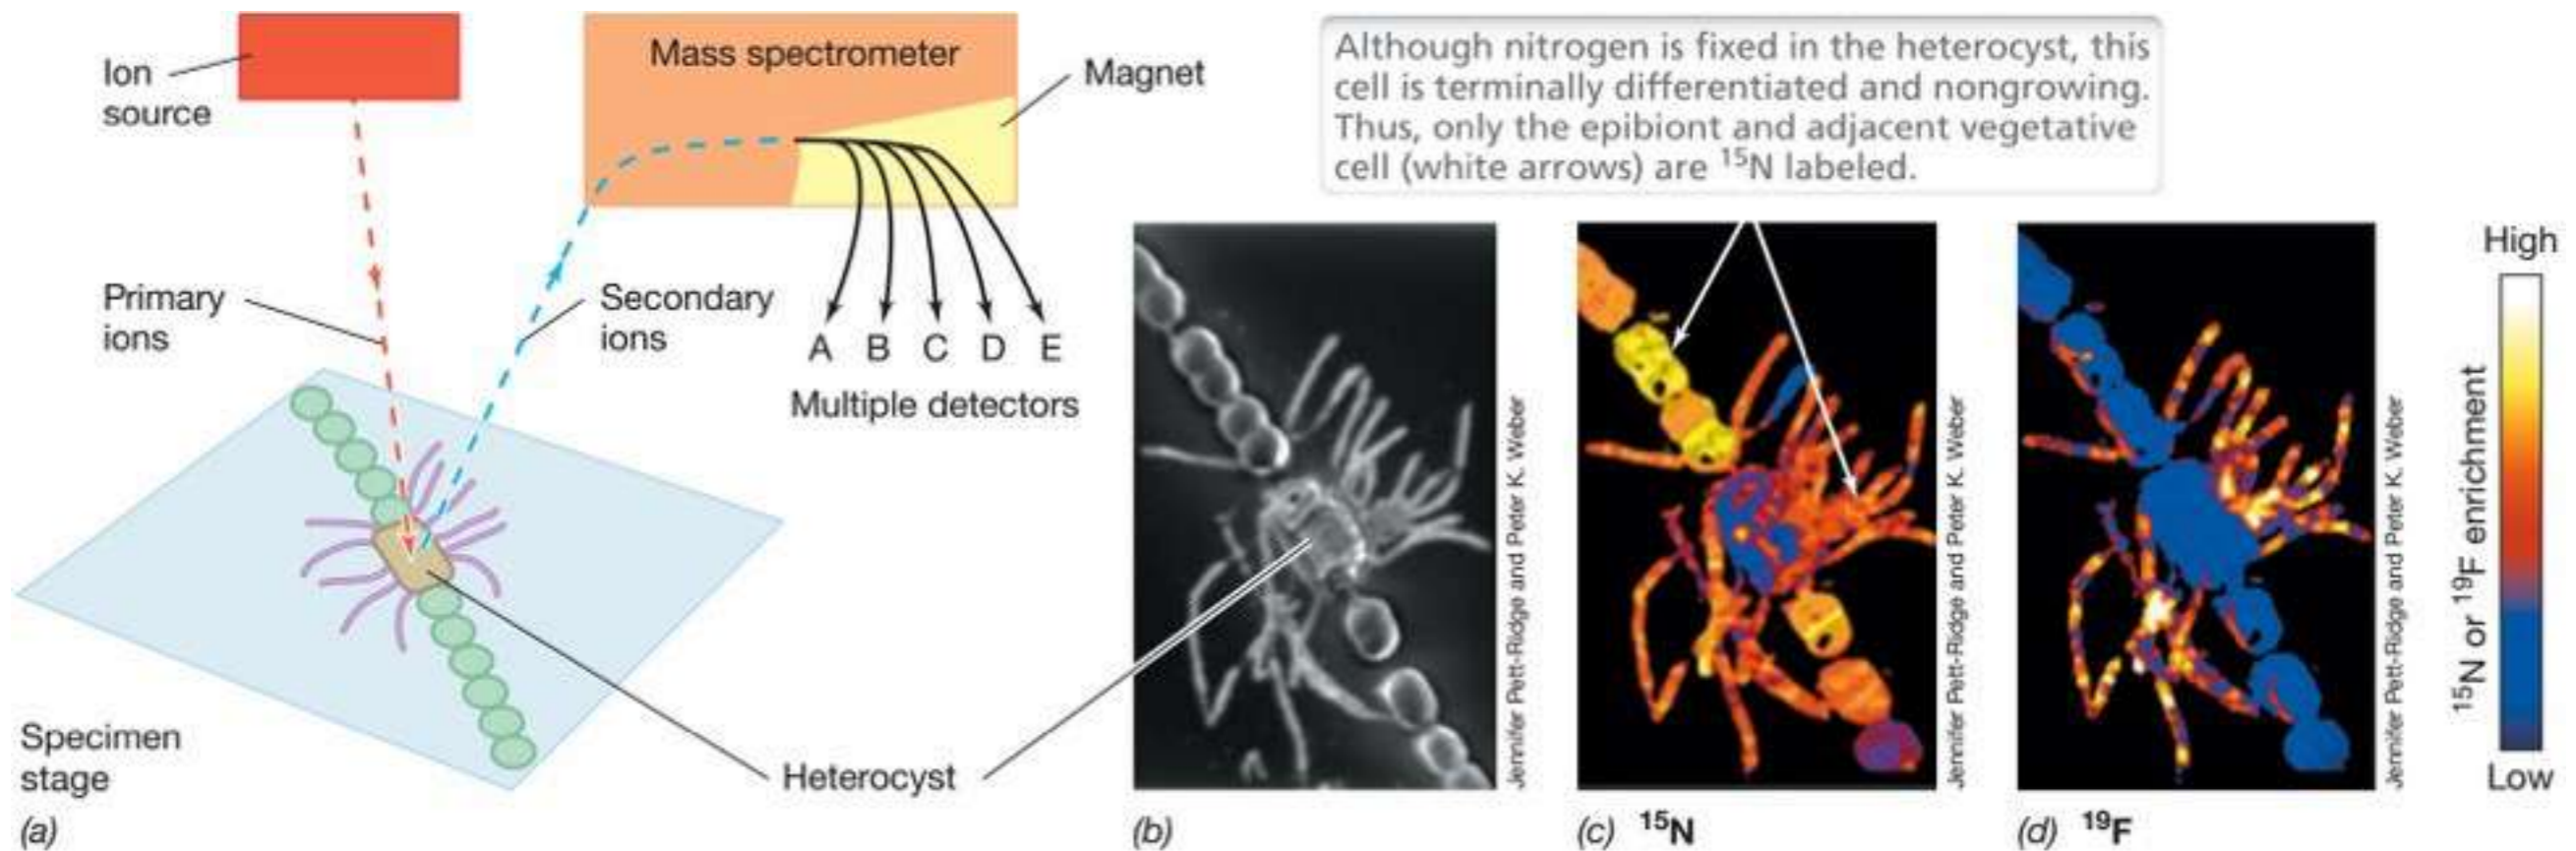 Ion
source
Mass spectrometer
Magnet
Primary
ions
Secondary
ions
A B C D E
Multiple detectors
Specimen
stage
Heterocyst
(a)
Although nitrogen is fixed in the heterocyst, this
cell is terminally differentiated and nongrowing.
Thus, only the epibiont and adjacent vegetative
cell (white arrows) are ¹⁵N labeled.
Jennifer Pett-Ridge and Peter K. Weber
(b)
Jennifer Pett-Ridge and Peter K. Weber
(c) ¹⁵N
Jennifer Pett-Ridge and Peter K. Weber
(d) ¹⁹F
High
¹⁵N or ¹⁹F enrichment
Low